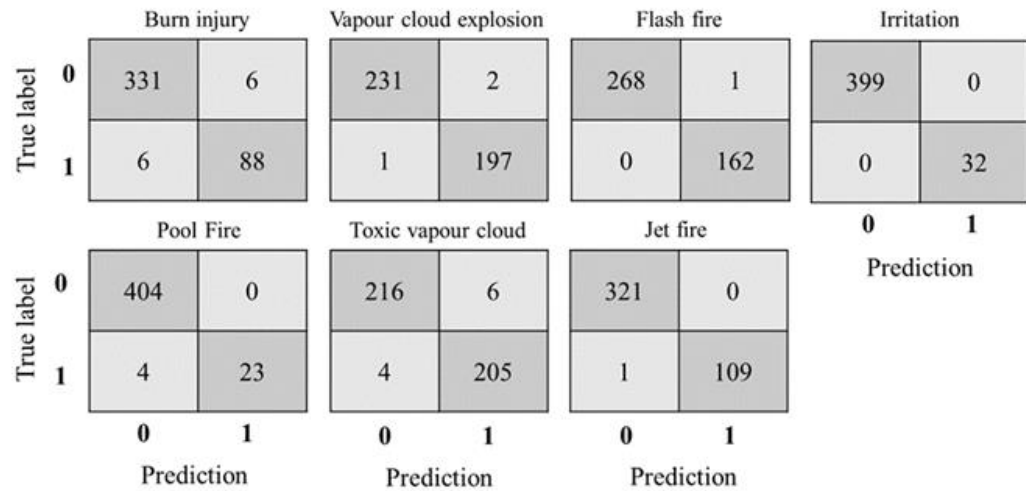 Burn injury Vapour cloud explosion Flash fire Irritation
True label 0 331 6 231 2 268 1 399 0
1 6 88 1 197 0 162 0 32
0 1
Prediction
Pool Fire Toxic vapour cloud Jet fire
True label 0 404 0 216 6 321 0
1 4 23 4 205 1 109
0 1 0 1 0 1
Prediction Prediction Prediction